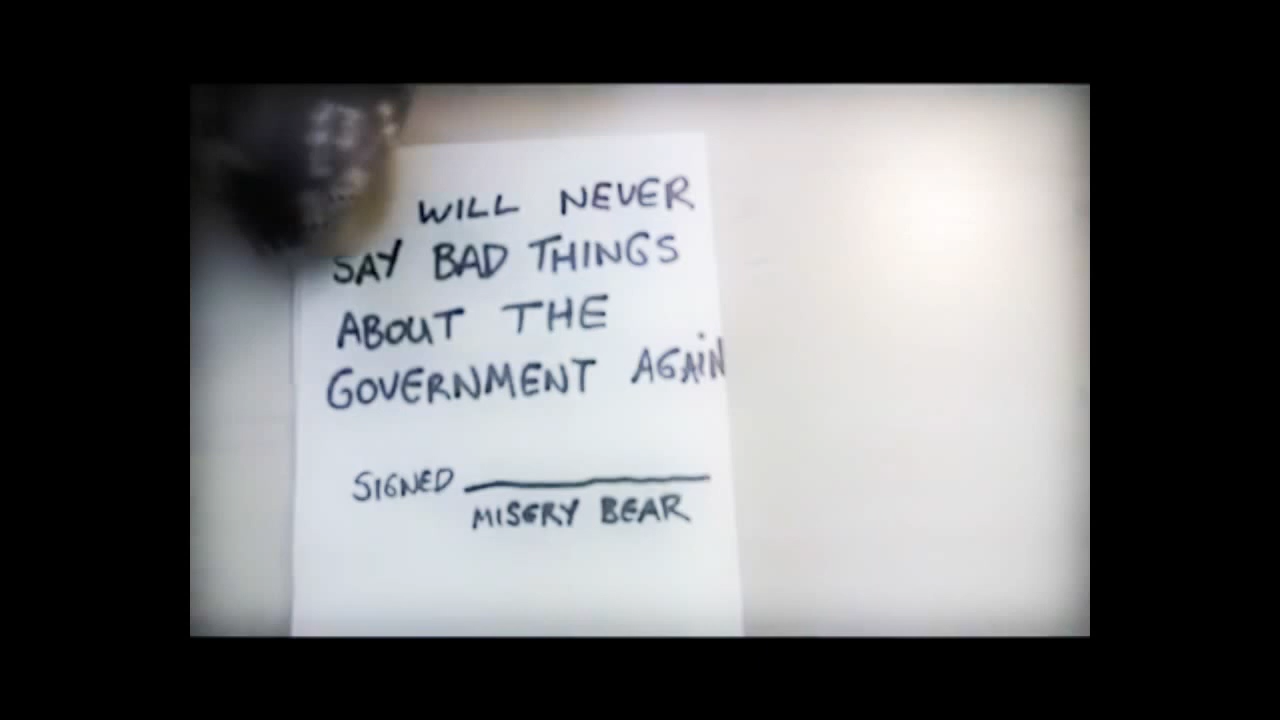 WILL NEVER
SAY BAD THINGS
ABOUT THE
GOVERNMENT AGAIN
SIGNED
MISERY BEAR